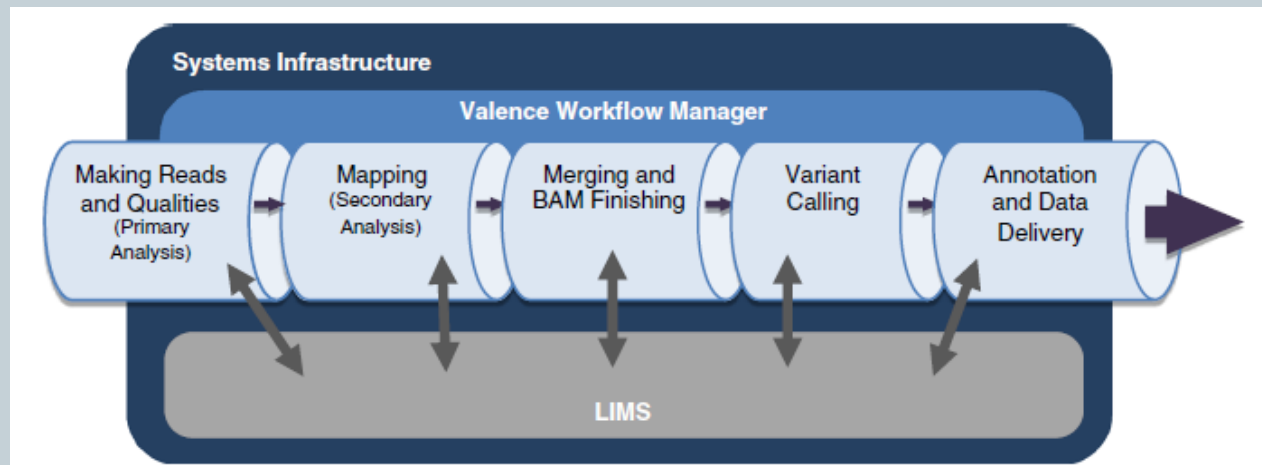 Systems Infrastructure
Valence Workflow Manager
Making Reads
and Qualities
(Primary
Analysis)
Mapping
(Secondary
Analysis)
Merging and
BAM Finishing
Variant
Calling
Annotation
and Data
Delivery
LIMS